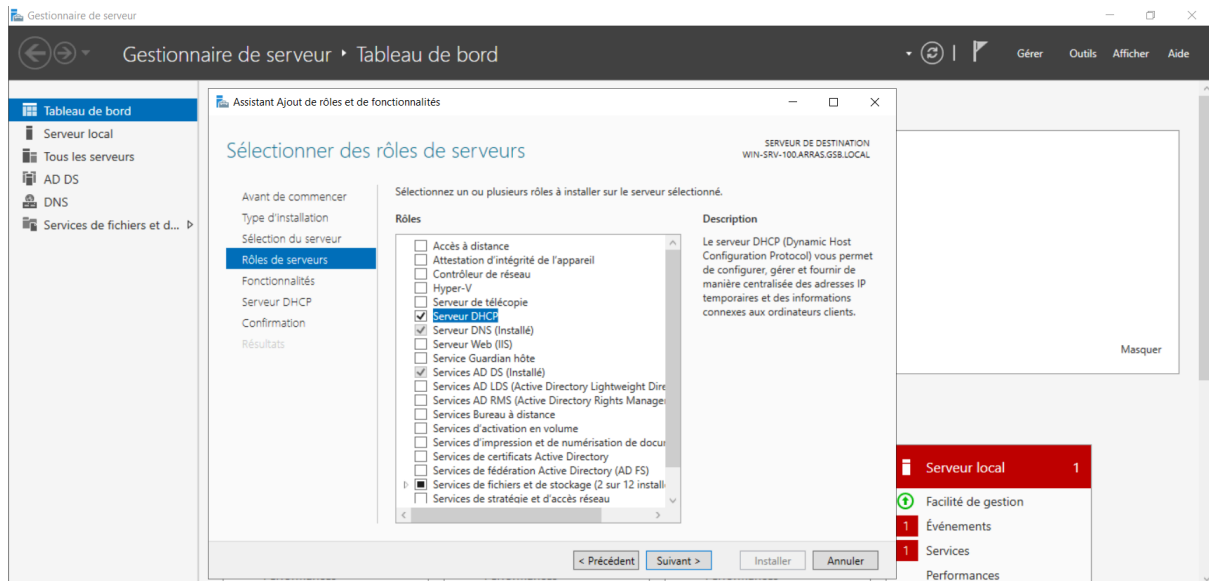 Gestionnaire de serveur
Gestionnaire de serveur • Tableau de bord
Gérer Outils Afficher Aide
Tableau de bord
Serveur local
Tous les serveurs
AD DS
DNS
Services de fichiers et d...
Assistant Ajout de rôles et de fonctionnalités
Sélectionner des rôles de serveurs
SERVEUR DE DESTINATION
WIN-SRV-100.ARRAS.GSB.LOCAL
Avant de commencer
Type d'installation
Sélection du serveur
Rôles de serveurs
Fonctionnalités
Serveur DHCP
Confirmation
Résultats
Sélectionnez un ou plusieurs rôles à installer sur le serveur sélectionné.
Rôles
Accès à distance
Attestation d'intégrité de l'appareil
Contrôleur de réseau
Hyper-V
Serveur de télécopie
Serveur DHCP
Serveur DNS (Installé)
Serveur Web (IIS)
Service Guardian hôte
Services AD DS (Installé)
Services AD LDS (Active Directory Lightweight Dire
Services AD RMS (Active Directory Rights Manage
Services Bureau à distance
Services d'activation en volume
Services d'impression et de numérisation de docu
Services de certificats Active Directory
Services de fédération Active Directory (AD FS)
Services de fichiers et de stockage (2 sur 12 install
Services de stratégie et d'accès réseau
Description
Le serveur DHCP (Dynamic Host
Configuration Protocol) vous permet
de configurer, gérer et fournir de
manière centralisée des adresses IP
temporaires et des informations
connexes aux ordinateurs clients.
< Précédent Suivant > Installer Annuler
Masquer
Serveur local 1
Facilité de gestion
1 Événements
1 Services
Performances